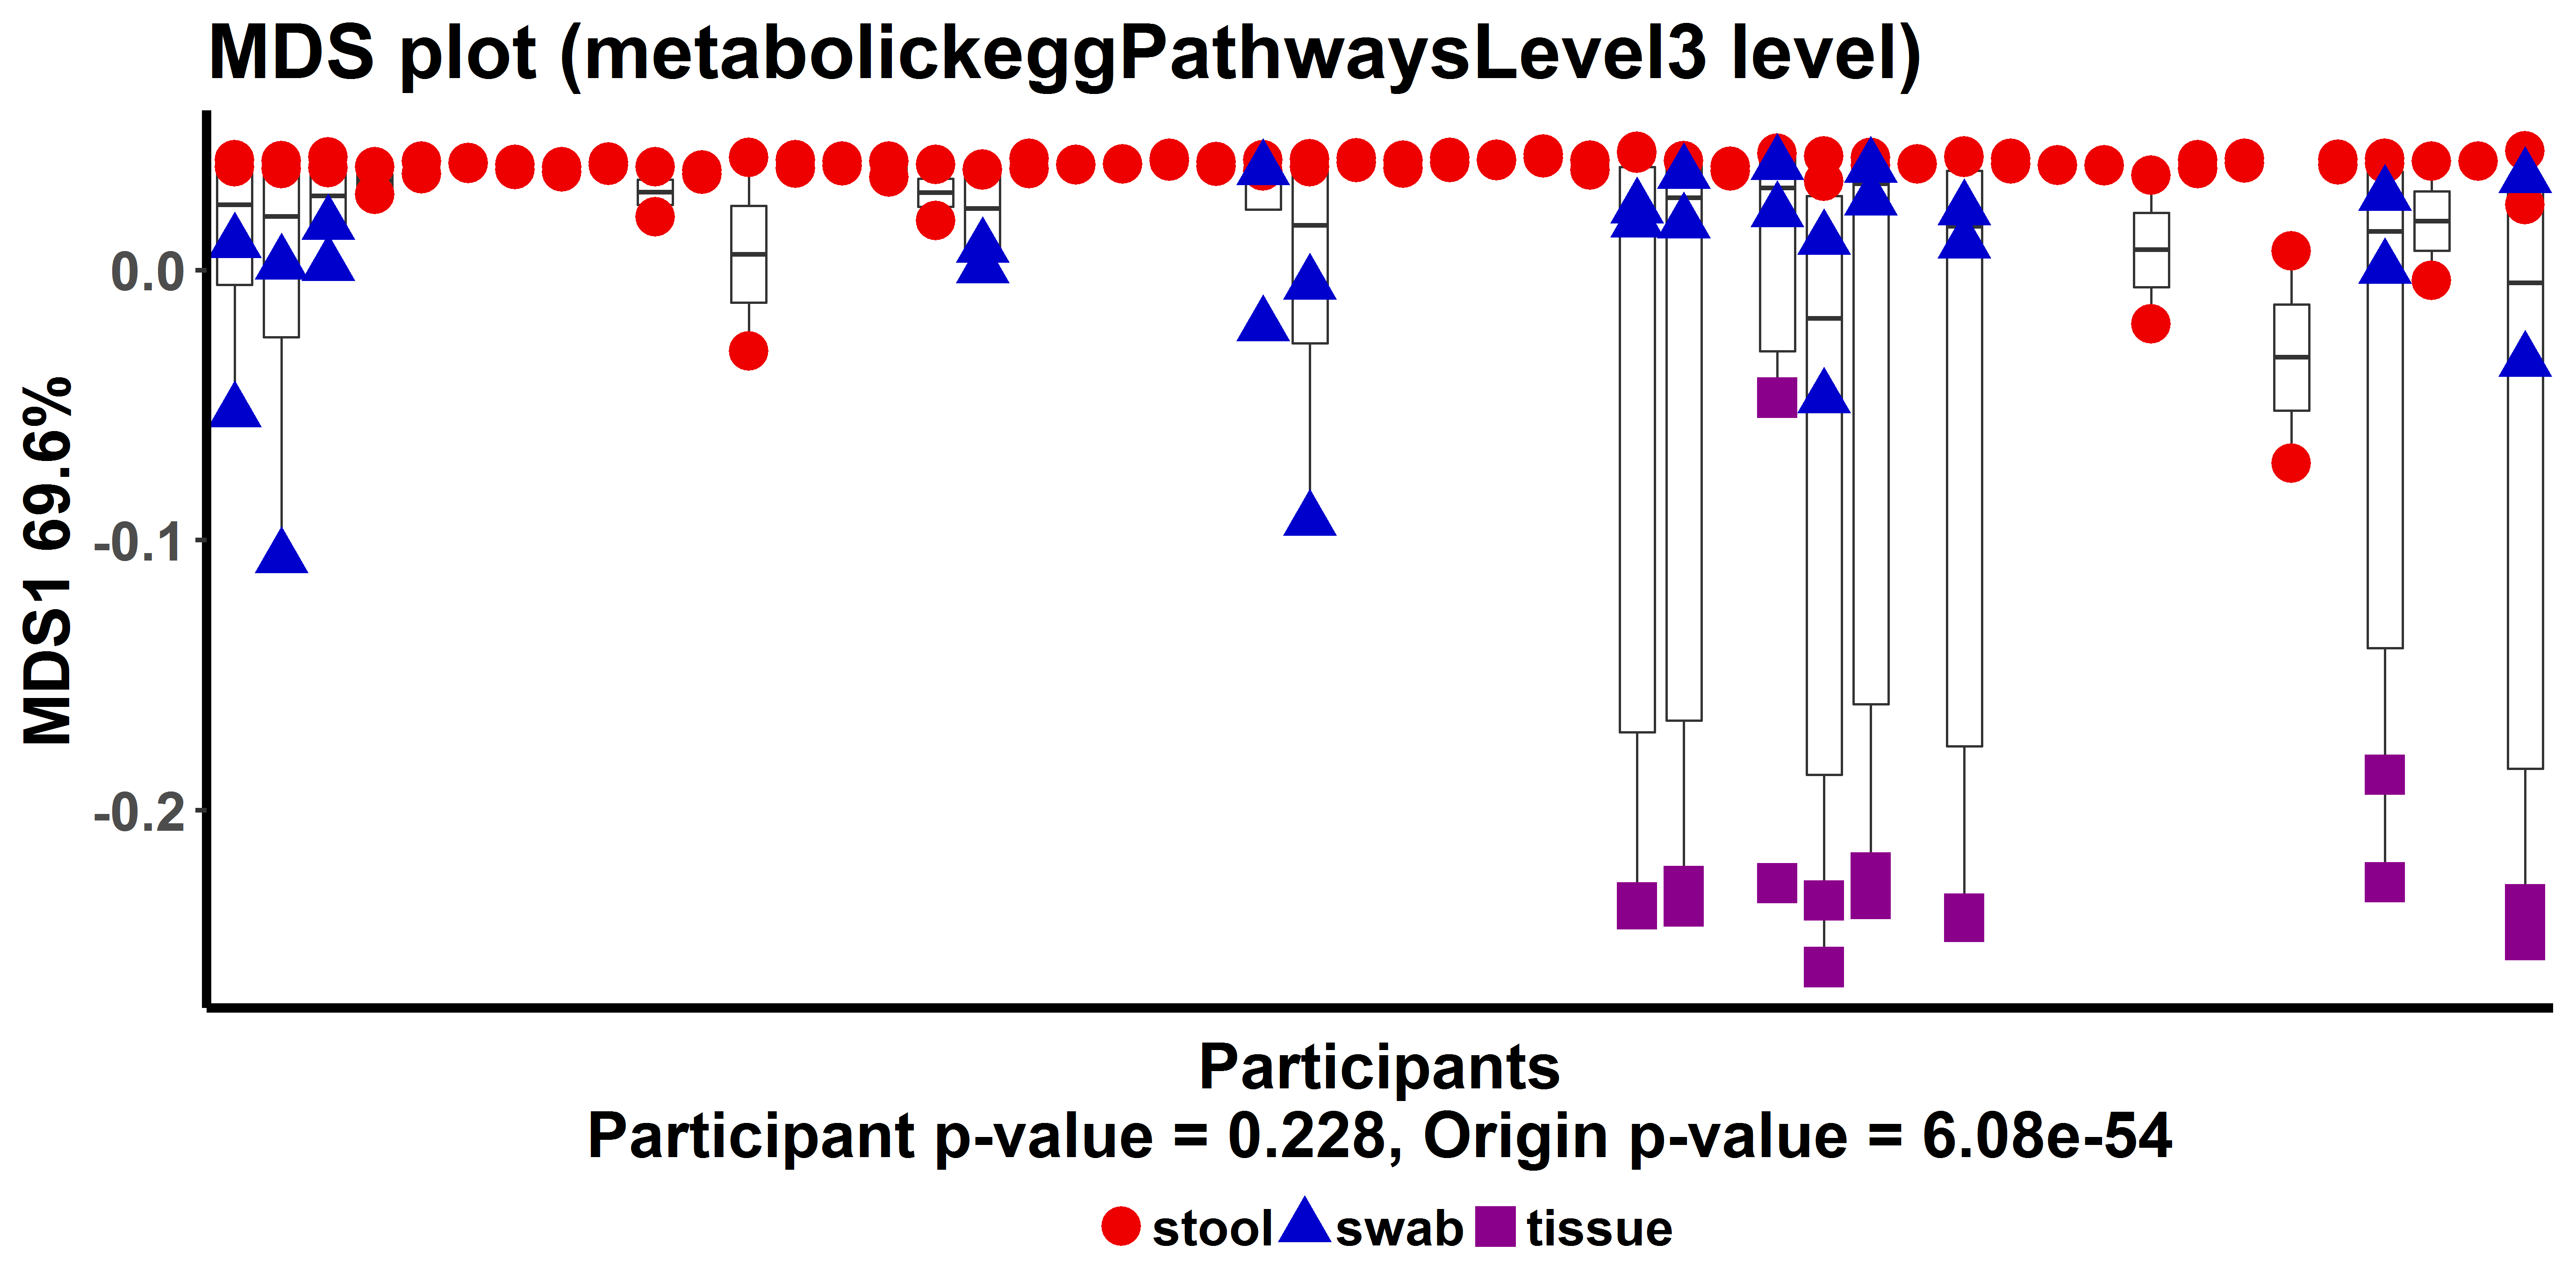 MDS plot (metabolickeggPathwaysLevel3 level)
MDS1 69.6%
0.0
-0.1
-0.2
Participants
Participant p-value = 0.228, Origin p-value = 6.08e-54
stool swab tissue